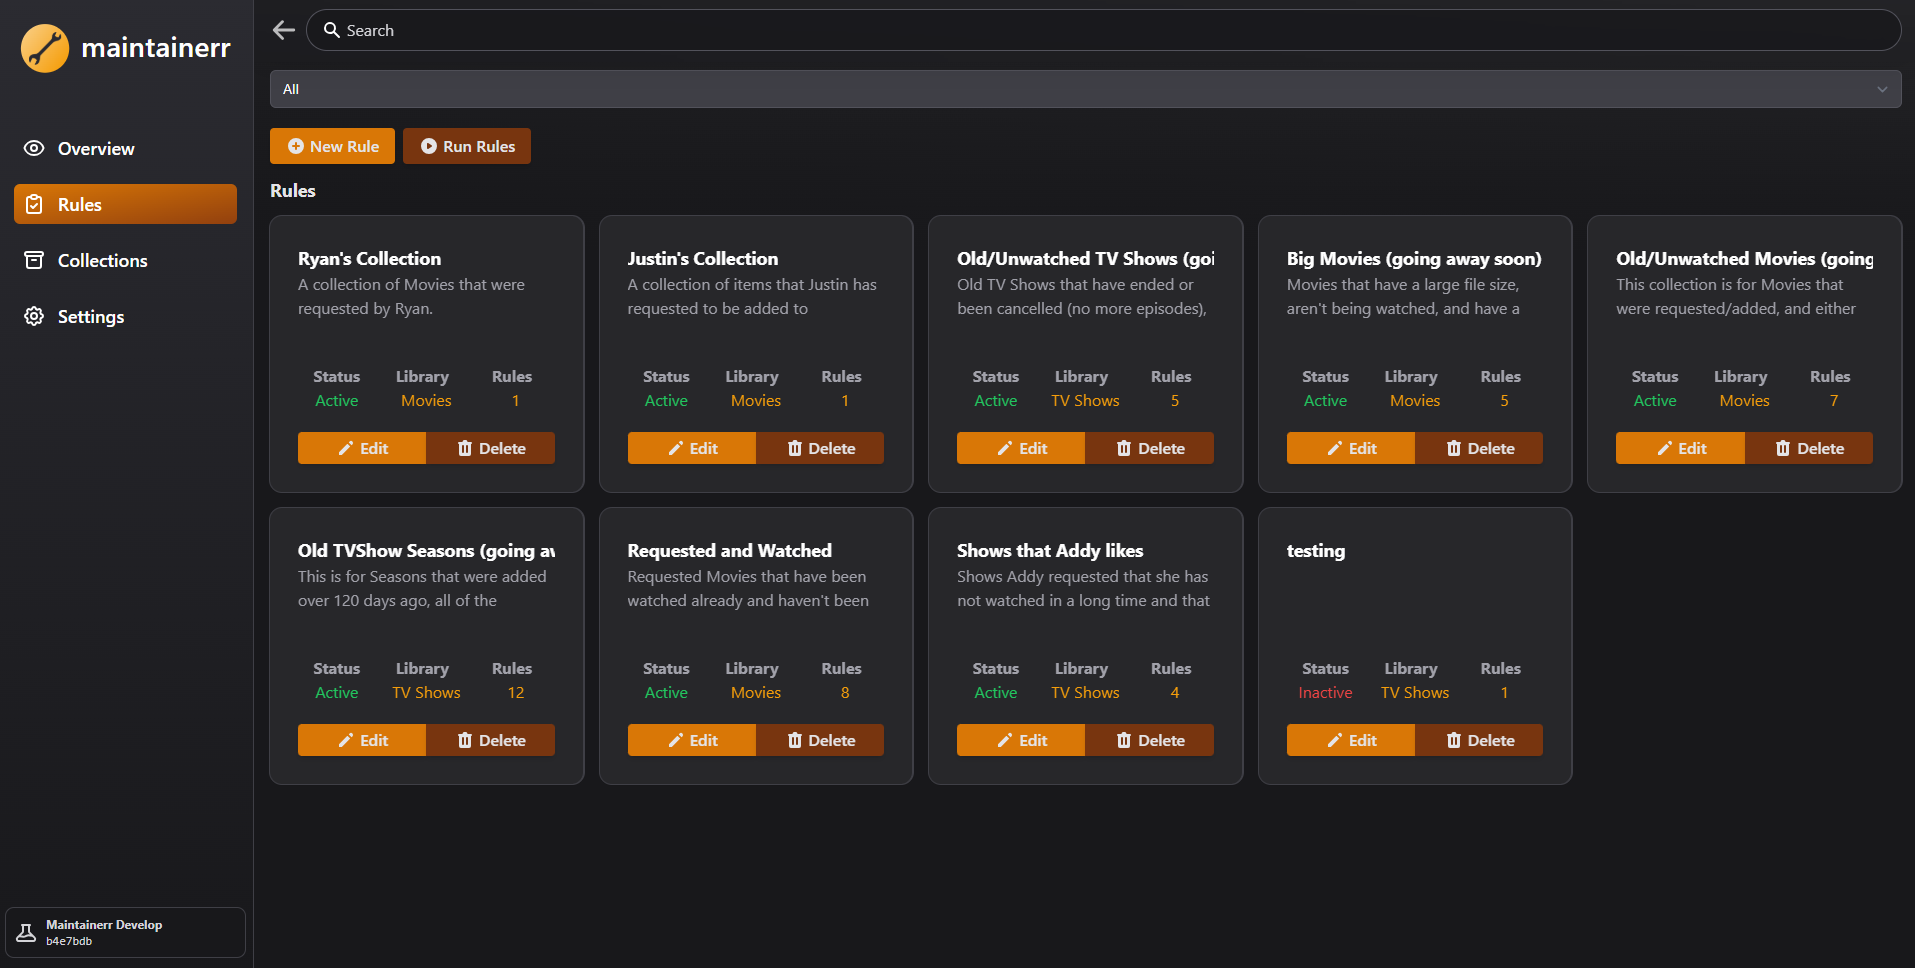 maintainerr
Search
All
Overview
Rules
Collections
Settings
New Rule
Run Rules
Rules
Ryan's Collection
A collection of Movies that were
requested by Ryan.
Status Library Rules
Active Movies 1
Edit Delete
Justin's Collection
A collection of items that Justin has
requested to be added to
Status Library Rules
Active Movies 1
Edit Delete
Old/Unwatched TV Shows (goi
Old TV Shows that have ended or
been cancelled (no more episodes),
Status Library Rules
Active TV Shows 5
Edit Delete
Big Movies (going away soon)
Movies that have a large file size,
aren't being watched, and have a
Status Library Rules
Active Movies 5
Edit Delete
Old/Unwatched Movies (going
This collection is for Movies that
were requested/added, and either
Status Library Rules
Active Movies 7
Edit Delete
Old TVShow Seasons (going aw
This is for Seasons that were added
over 120 days ago, all of the
Status Library Rules
Active TV Shows 12
Edit Delete
Requested and Watched
Requested Movies that have been
watched already and haven't been
Status Library Rules
Active Movies 8
Edit Delete
Shows that Addy likes
Shows Addy requested that she has
not watched in a long time and that
Status Library Rules
Active TV Shows 4
Edit Delete
testing
Status Library Rules
Inactive TV Shows 1
Edit Delete
Maintainerr Develop
b4e7bdb